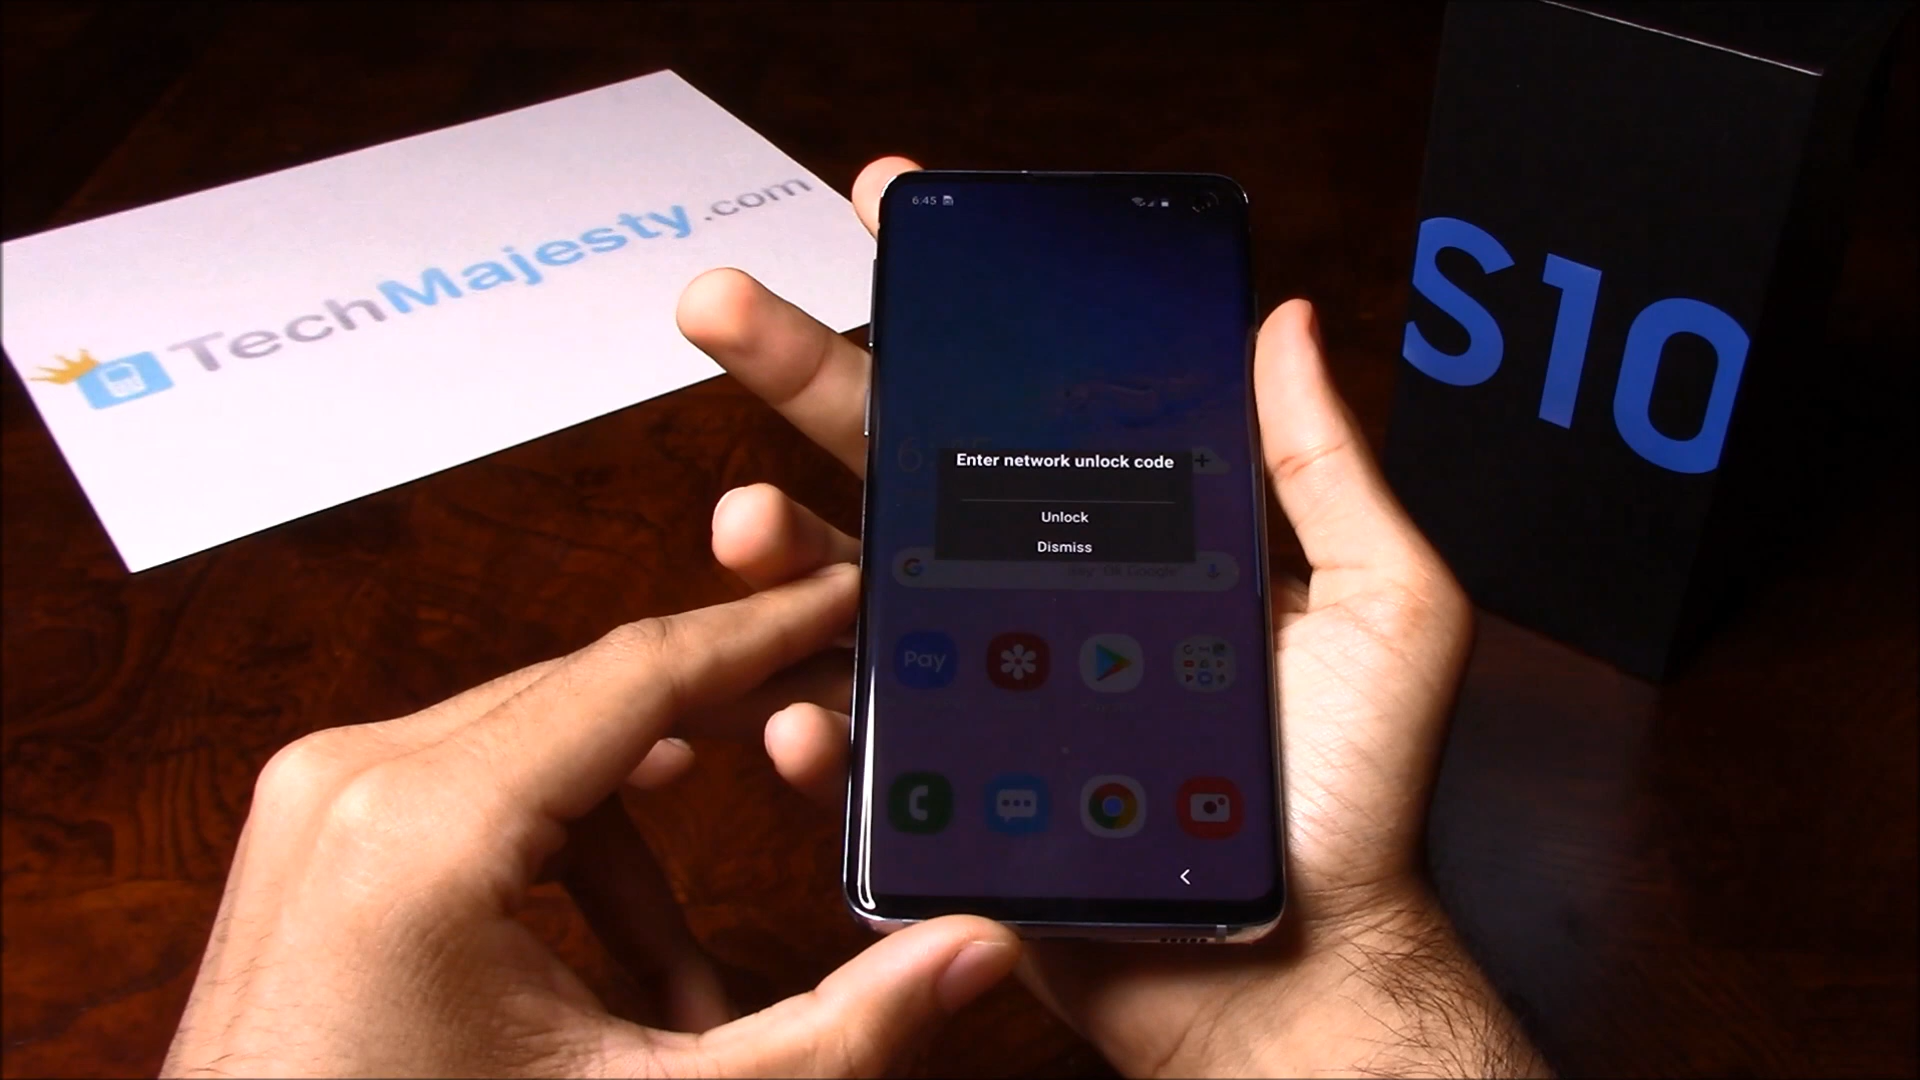 TechMajesty.com
S10
6:45
Enter network unlock code
Unlock
Dismiss
Pay